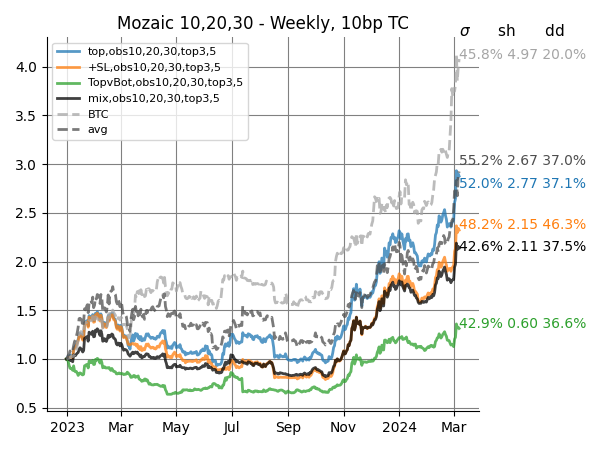 Mozaic 10,20,30 - Weekly, 10bp TC
σ sh dd
top,obs10,20,30,top3,5
+SL,obs10,20,30,top3,5
TopvBot,obs10,20,30,top3,5
mix,obs10,20,30,top3,5
BTC
avg
45.8% 4.97 20.0%
55.2% 2.67 37.0%
52.0% 2.77 37.1%
48.2% 2.15 46.3%
42.6% 2.11 37.5%
42.9% 0.60 36.6%
4.0
3.5
3.0
2.5
2.0
1.5
1.0
0.5
2023 Mar May Jul Sep Nov 2024 Mar